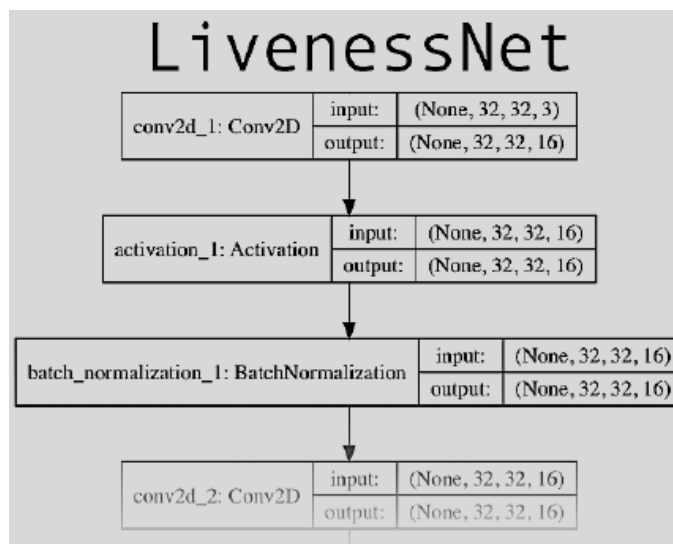 LivenessNet
conv2d_1: Conv2D
input: (None, 32, 32, 3)
output: (None, 32, 32, 16)
activation_1: Activation
input: (None, 32, 32, 16)
output: (None, 32, 32, 16)
batch_normalization_1: BatchNormalization
input: (None, 32, 32, 16)
output: (None, 32, 32, 16)
conv2d_2: Conv2D
input: (None, 32, 32, 16)
output: (None, 32, 32, 16)